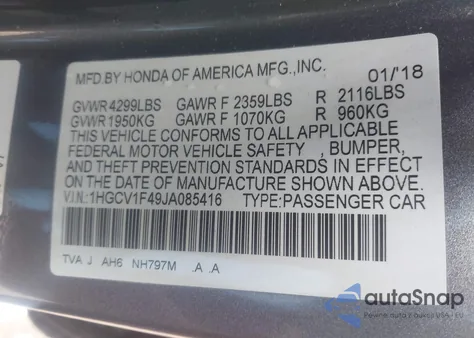 MFD.BY HONDA OF AMERICA MFG.,INC. 01/'18
GVWR 4299LBS GAWR F 2359LBS R 2116LBS
GVWR 1950KG GAWR F 1070KG R 960KG
THIS VEHICLE CONFORMS TO ALL APPLICABLE
FEDERAL MOTOR VEHICLE SAFETY , BUMPER,
AND THEFT PREVENTION STANDARDS IN EFFECT
ON THE DATE OF MANUFACTURE SHOWN ABOVE.
V.I.N.:1HGCV1F49JA085416 TYPE:PASSENGER CAR
TVA J AH6 NH797M .A .A
autoSnap